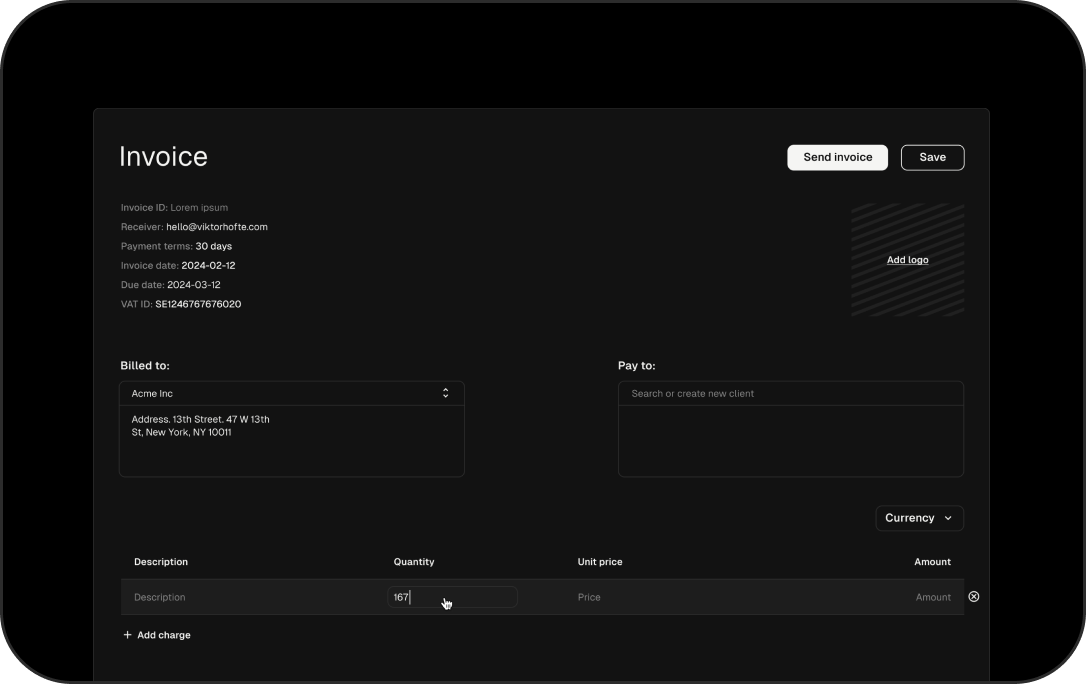 Invoice
Send invoice
Save
Invoice ID: Lorem ipsum
Receiver: hello@viktorhofte.com
Payment terms: 30 days
Invoice date: 2024-02-12
Due date: 2024-03-12
VAT ID: SE1246767676020
Add logo
Billed to:
Acme Inc
Address. 13th Street. 47 W 13th
St, New York, NY 10011
Pay to:
Search or create new client
Currency
Description Quantity Unit price Amount
Description 167 Price Amount
+ Add charge